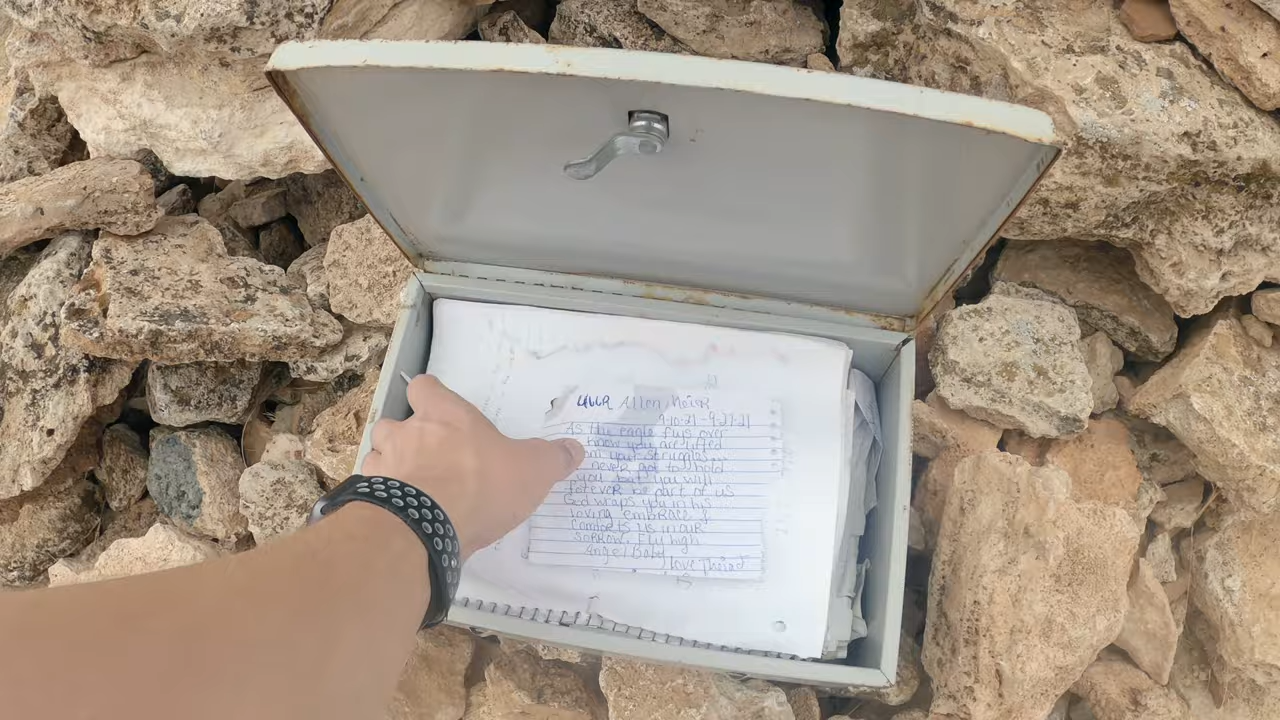 Allen Meier
9-10-21 - 9-27-21
As the eagle flys over
know you are lifted
your struggles...
never got to hold
you but you will
forever be part of us
God wraps you in his
loving embrace &
comforts us in our
sorrow. Fly high
angel Baby
Love